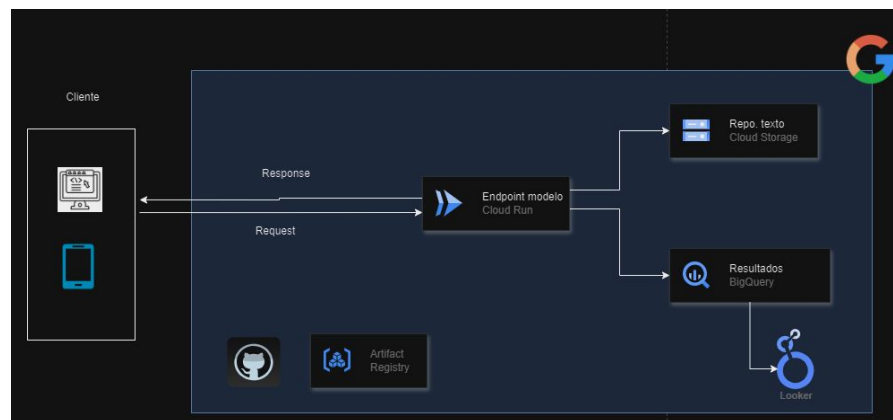 Cliente
Response
Request
Endpoint modelo
Cloud Run
Repo. texto
Cloud Storage
Resultados
BigQuery
Artifact
Registry
Looker